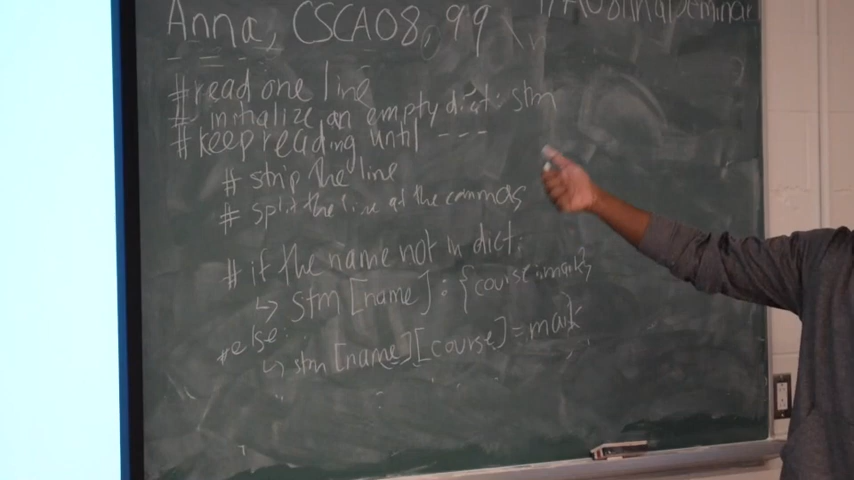 Anna, CSCA08, 99 \n
#read one line
# initialize an empty dict: stm
# keep reading until ---
# strip the line
# split the line at the commas
# if the name not in dict:
↳ stm [name] : {course:mark}
#else:
↳ stm [name][course] = mark